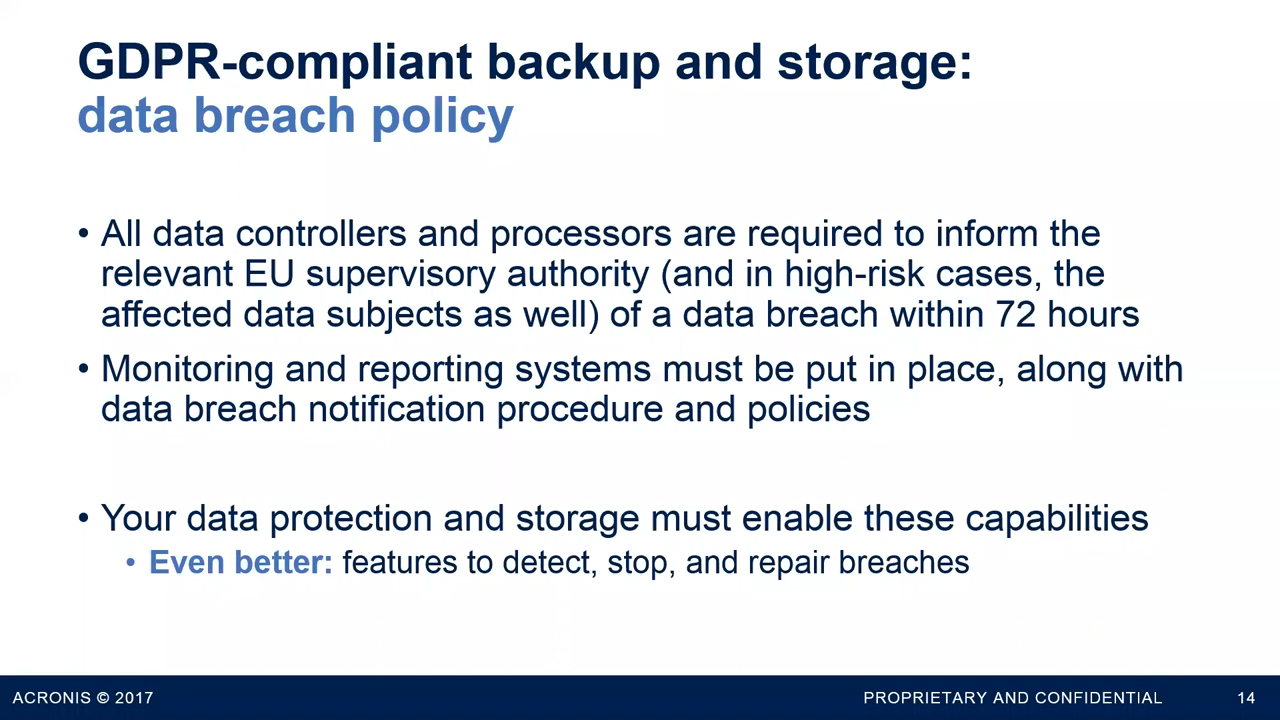 GDPR-compliant backup and storage:
data breach policy
• All data controllers and processors are required to inform the
relevant EU supervisory authority (and in high-risk cases, the
affected data subjects as well) of a data breach within 72 hours
• Monitoring and reporting systems must be put in place, along with
data breach notification procedure and policies
• Your data protection and storage must enable these capabilities
• Even better: features to detect, stop, and repair breaches
ACRONIS © 2017 PROPRIETARY AND CONFIDENTIAL 14